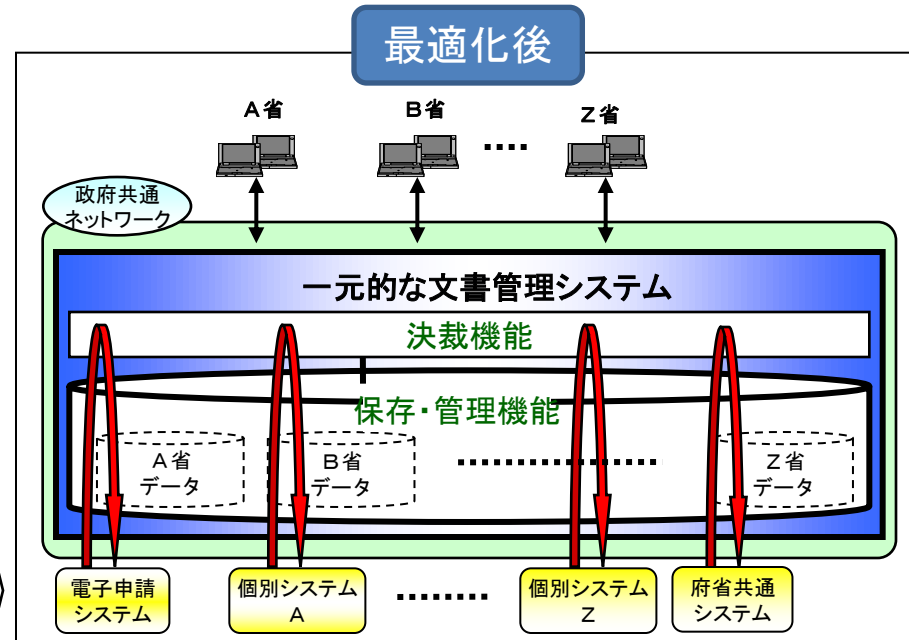 最適化後
A省
B省
Z省
‥‥
政府共通
ネットワーク
一元的な文書管理システム
決裁機能
保存・管理機能
A省
データ
B省
データ
Z省
データ
電子申請
システム
個別システム
A
個別システム
Z
府省共通
システム